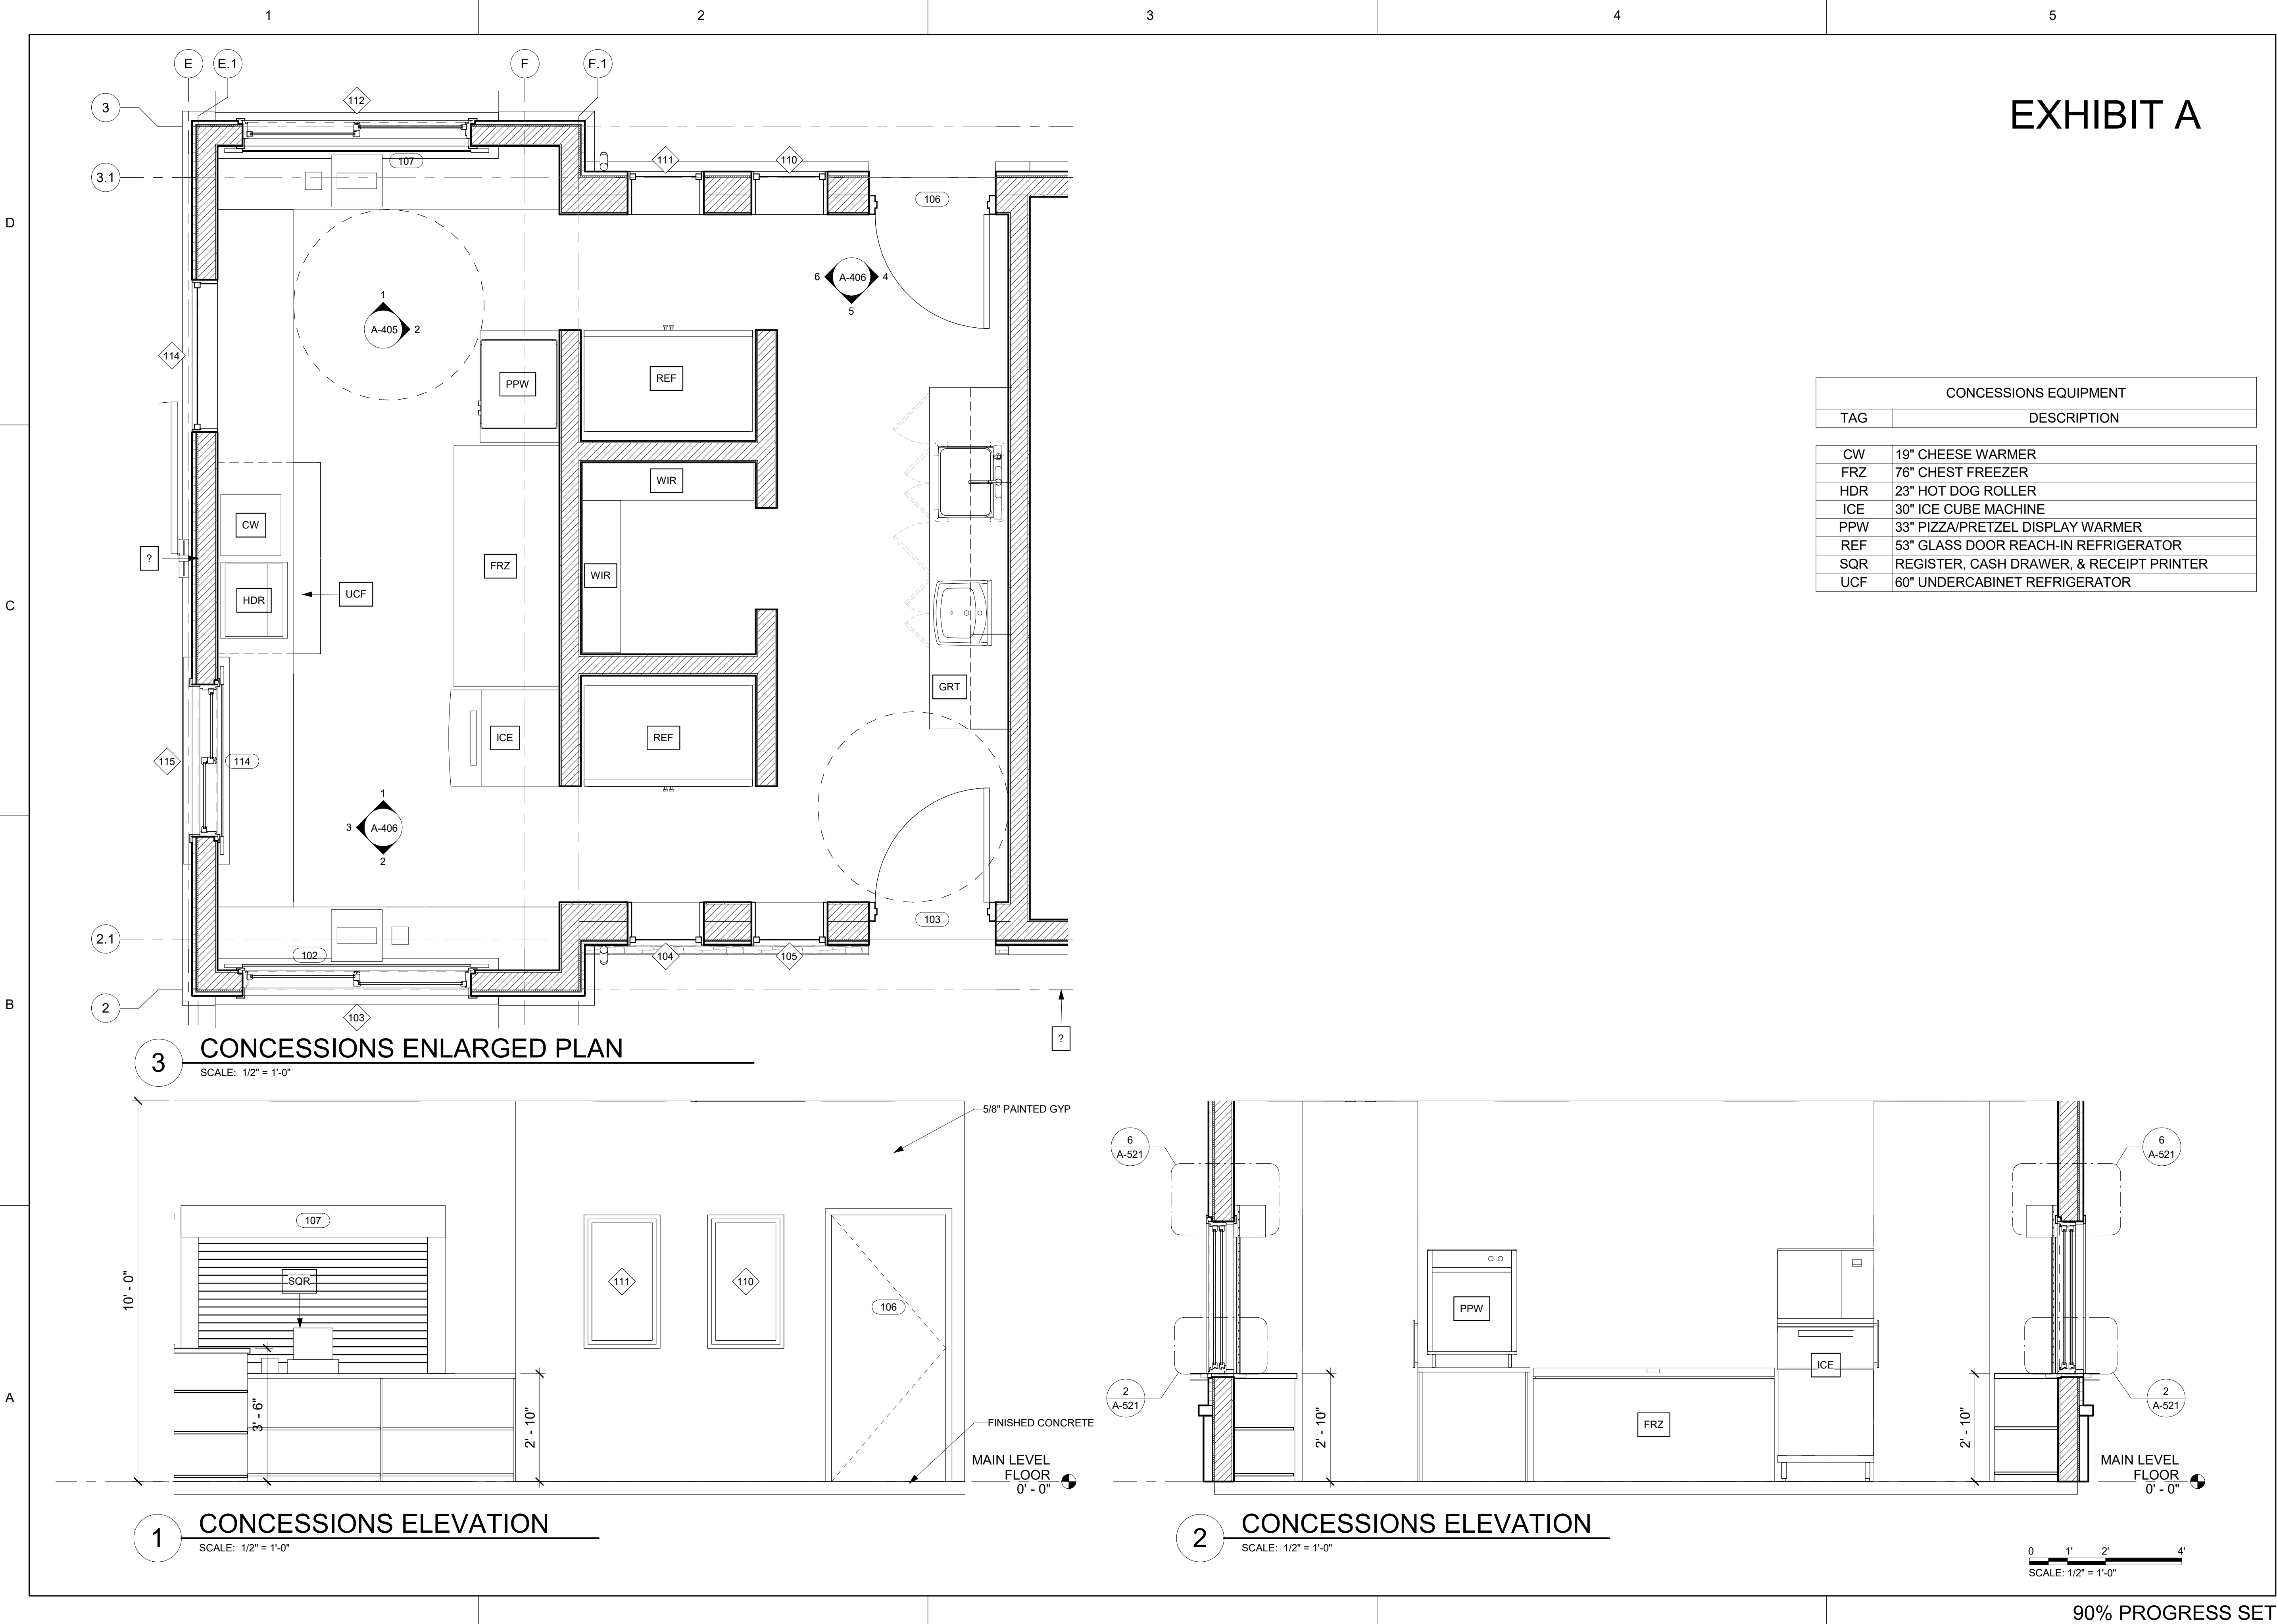 1 2 3 4 5
D
C
B
A
EXHIBIT A
E E.1 F F.1
3
112
3.1
107
111 110
106
1
A-405 2
6 A-406 4
5
114
PPW
REF
WIR
CW
?
FRZ
WIR
HDR
UCF
GRT
ICE
REF
115
114
1
3 A-406
2
2.1
103
102
104 105
2
103
?
3
CONCESSIONS ENLARGED PLAN
SCALE: 1/2" = 1'-0"
CONCESSIONS EQUIPMENT
TAG DESCRIPTION
CW 19" CHEESE WARMER
FRZ 76" CHEST FREEZER
HDR 23" HOT DOG ROLLER
ICE 30" ICE CUBE MACHINE
PPW 33" PIZZA/PRETZEL DISPLAY WARMER
REF 53" GLASS DOOR REACH-IN REFRIGERATOR
SQR REGISTER, CASH DRAWER, & RECEIPT PRINTER
UCF 60" UNDERCABINET REFRIGERATOR
5/8" PAINTED GYP
107
10' - 0"
SQR
111 110
106
3' - 6"
2' - 10"
FINISHED CONCRETE
MAIN LEVEL
FLOOR
0' - 0"
1
CONCESSIONS ELEVATION
SCALE: 1/2" = 1'-0"
6
A-521
6
A-521
PPW
ICE
FRZ
2
A-521
2
A-521
2' - 10"
2' - 10"
MAIN LEVEL
FLOOR
0' - 0"
2
CONCESSIONS ELEVATION
SCALE: 1/2" = 1'-0"
0 1' 2' 4'
SCALE: 1/2" = 1'-0"
90% PROGRESS SET